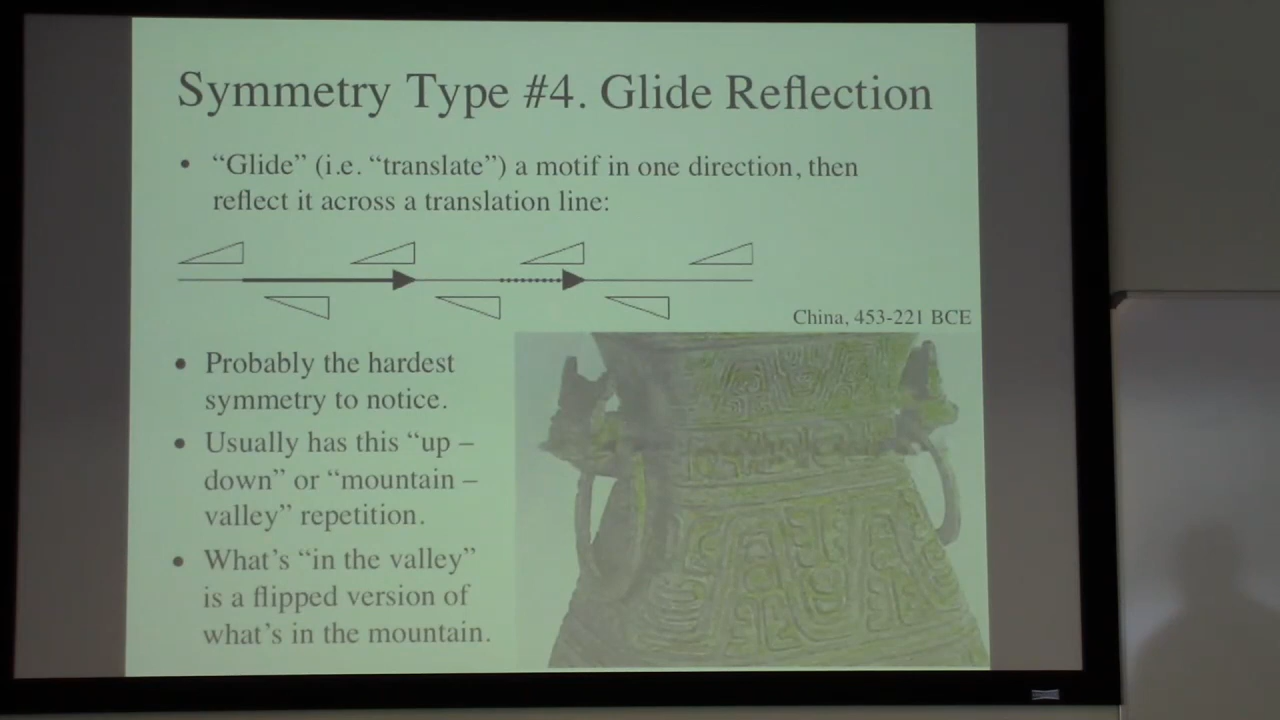 Symmetry Type #4. Glide Reflection
• “Glide” (i.e. “translate”) a motif in one direction, then
reflect it across a translation line:
China, 453-221 BCE
• Probably the hardest
symmetry to notice.
• Usually has this “up –
down” or “mountain –
valley” repetition.
• What’s “in the valley”
is a flipped version of
what’s in the mountain.